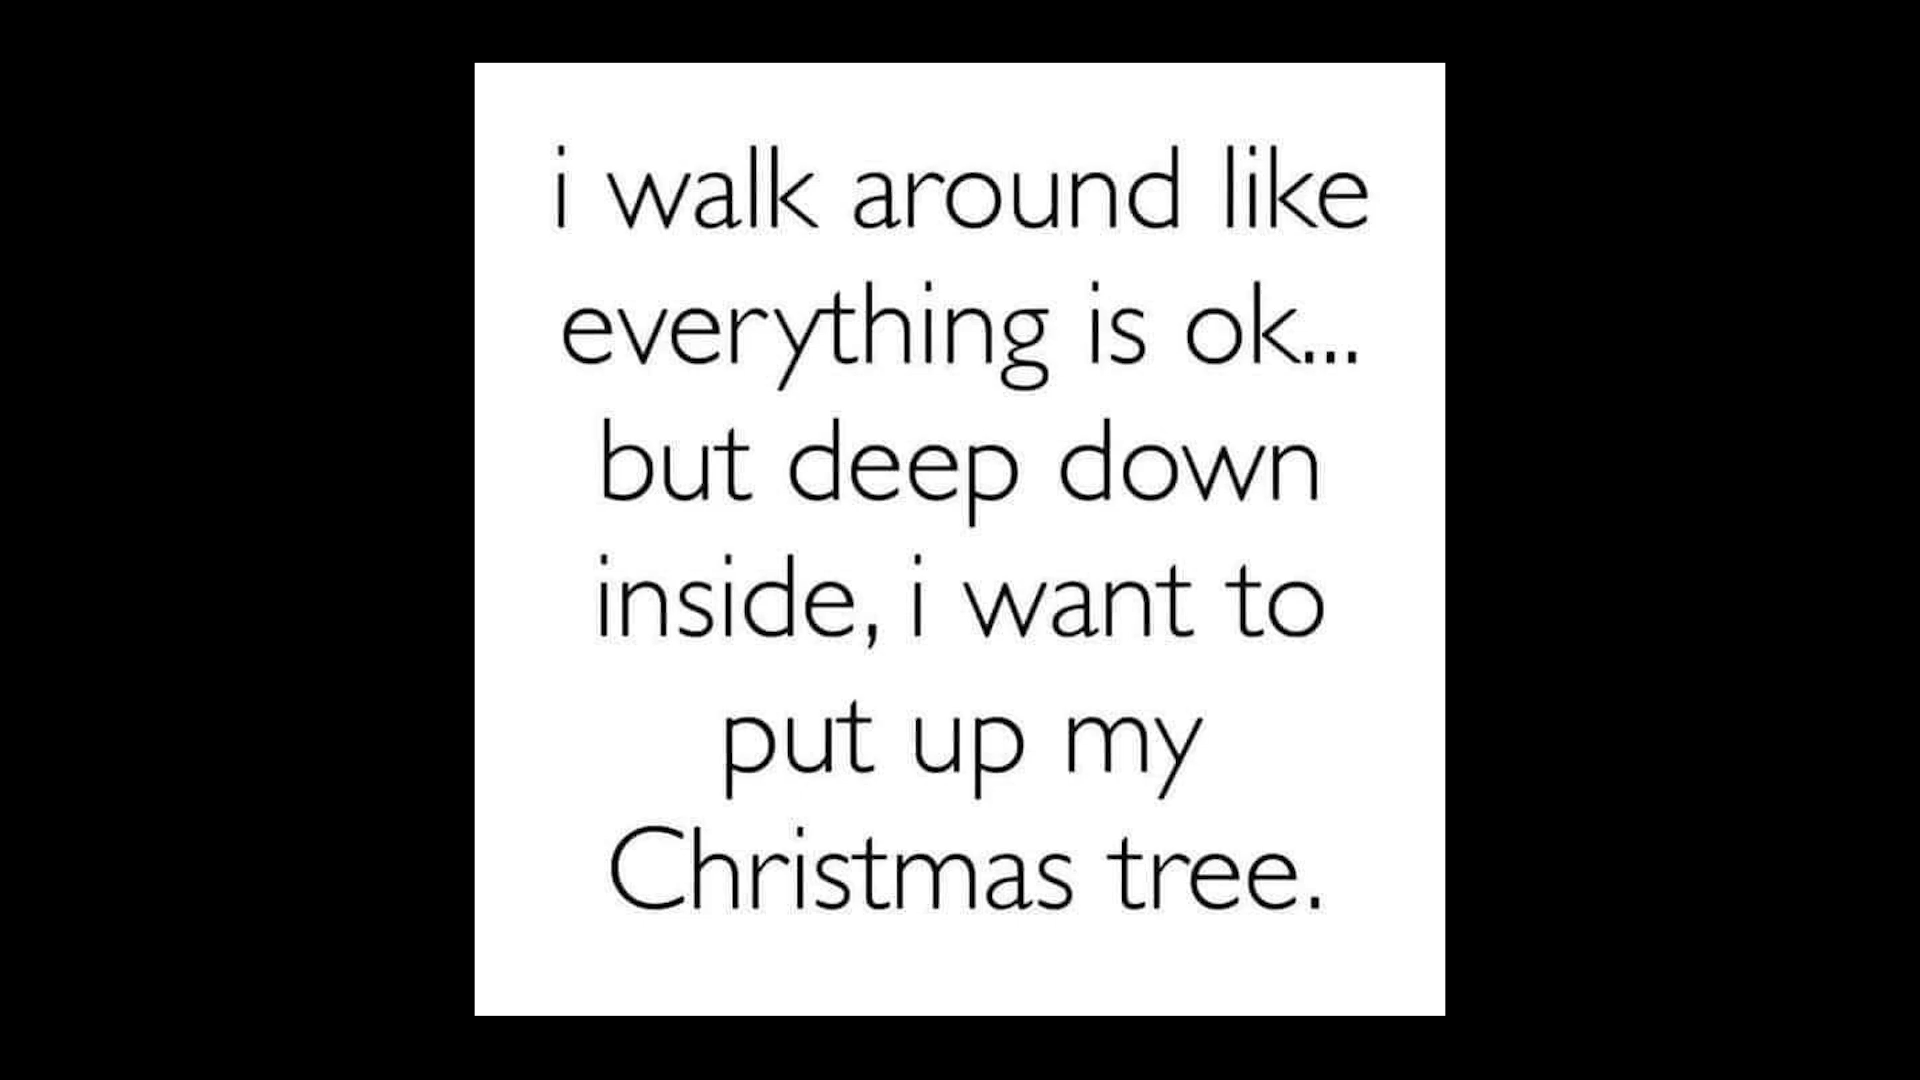 i walk around like
everything is ok...
but deep down
inside, i want to
put up my
Christmas tree.